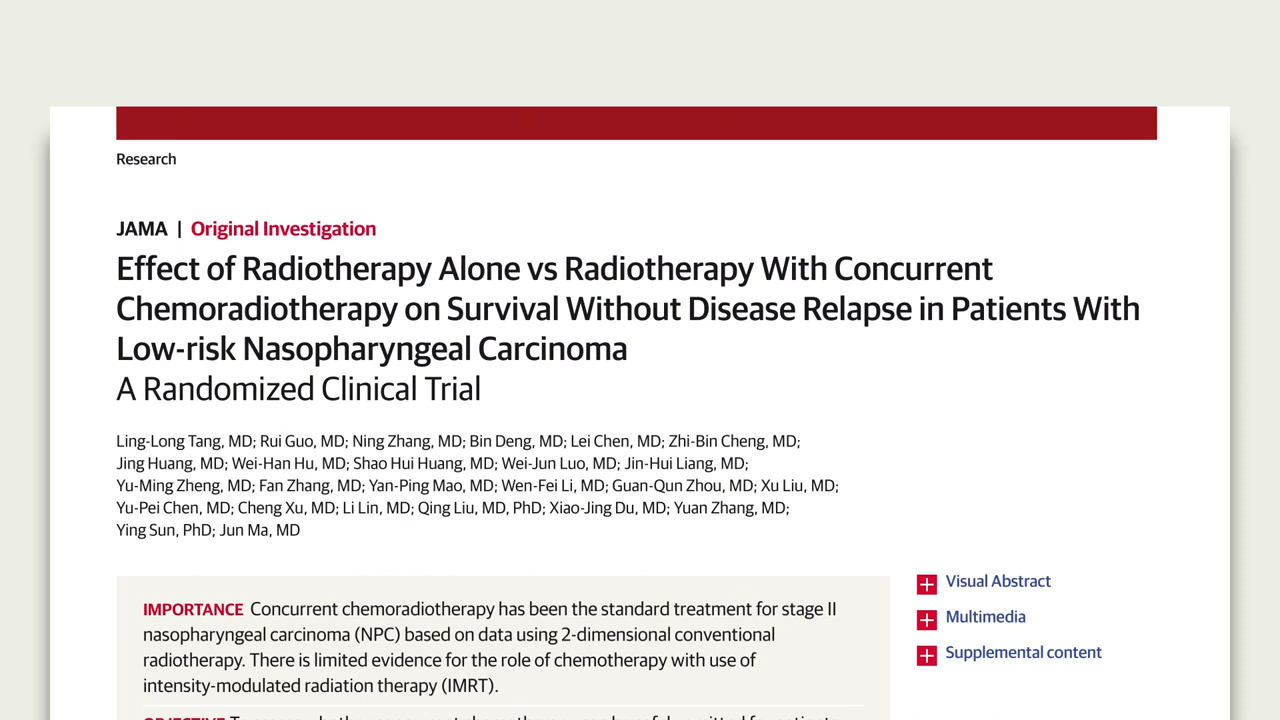 Research
JAMA | Original Investigation
Effect of Radiotherapy Alone vs Radiotherapy With Concurrent
Chemoradiotherapy on Survival Without Disease Relapse in Patients With
Low-risk Nasopharyngeal Carcinoma
A Randomized Clinical Trial
Ling-Long Tang, MD; Rui Guo, MD; Ning Zhang, MD; Bin Deng, MD; Lei Chen, MD; Zhi-Bin Cheng, MD;
Jing Huang, MD; Wei-Han Hu, MD; Shao Hui Huang, MD; Wei-Jun Luo, MD; Jin-Hui Liang, MD;
Yu-Ming Zheng, MD; Fan Zhang, MD; Yan-Ping Mao, MD; Wen-Fei Li, MD; Guan-Qun Zhou, MD; Xu Liu, MD;
Yu-Pei Chen, MD; Cheng Xu, MD; Li Lin, MD; Qing Liu, MD, PhD; Xiao-Jing Du, MD; Yuan Zhang, MD;
Ying Sun, PhD; Jun Ma, MD
IMPORTANCE Concurrent chemoradiotherapy has been the standard treatment for stage II
nasopharyngeal carcinoma (NPC) based on data using 2-dimensional conventional
radiotherapy. There is limited evidence for the role of chemotherapy with use of
intensity-modulated radiation therapy (IMRT).
Visual Abstract
Multimedia
Supplemental content